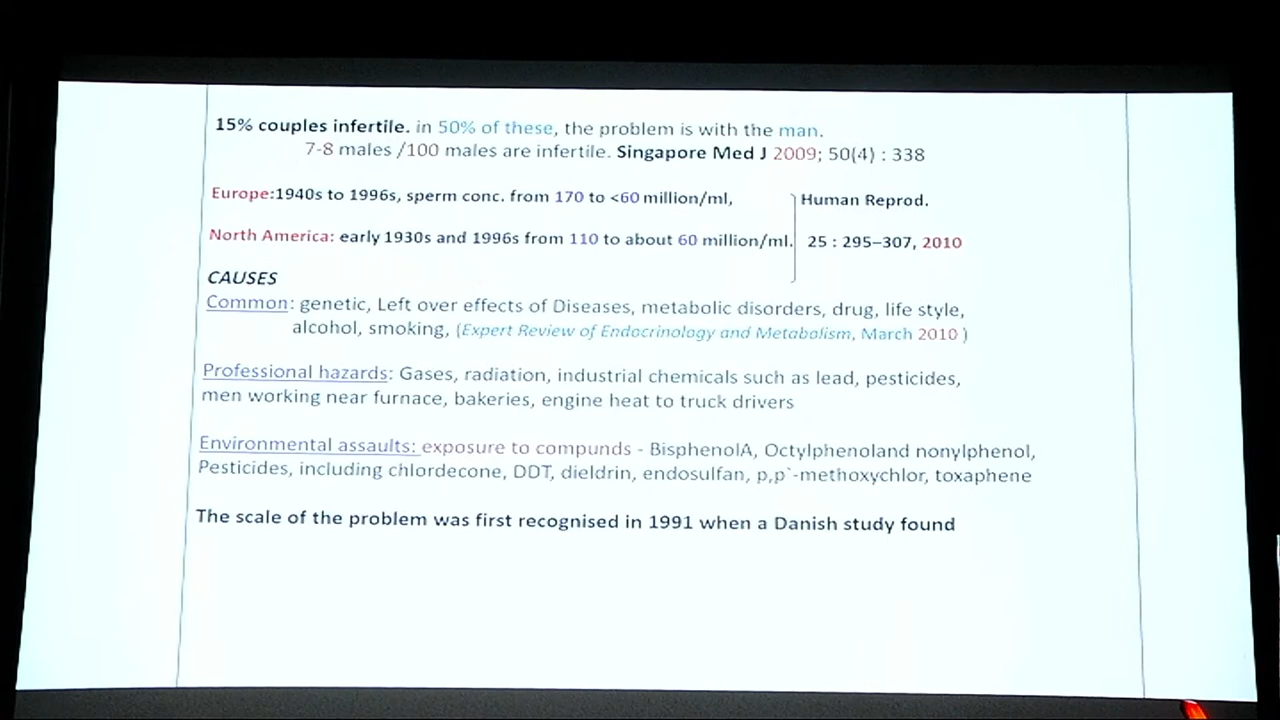 15% couples infertile. in 50% of these, the problem is with the man.
7-8 males /100 males are infertile. Singapore Med J 2009; 50(4) : 338
Europe:1940s to 1996s, sperm conc. from 170 to <60 million/ml,
Human Reprod.
North America: early 1930s and 1996s from 110 to about 60 million/ml.
25 : 295–307, 2010
CAUSES
Common: genetic, Left over effects of Diseases, metabolic disorders, drug, life style,
alcohol, smoking, (Expert Review of Endocrinology and Metabolism, March 2010 )
Professional hazards: Gases, radiation, industrial chemicals such as lead, pesticides,
men working near furnace, bakeries, engine heat to truck drivers
Environmental assaults: exposure to compunds - BisphenolA, Octylphenoland nonylphenol,
Pesticides, including chlordecone, DDT, dieldrin, endosulfan, p,p`-methoxychlor, toxaphene
The scale of the problem was first recognised in 1991 when a Danish study found